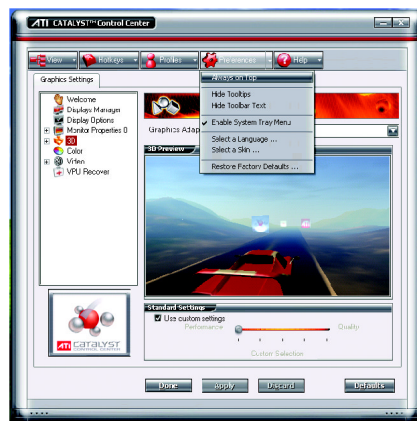 ATI CATALYST™ Control Center
View Hotkeys Profiles Preferences Help
Graphics Settings
Always on Top
Hide Tooltips
Hide Toolbar Text
Enable System Tray Menu
Select a Language ...
Select a Skin ...
Restore Factory Defaults ...
Welcome
Displays Manager
Display Options
Monitor Properties 0
3D
Color
Video
VPU Recover
Graphics Adap
3D Preview
Standard Settings
Use custom settings
Performance Quality
Custom Selection
ATI CATALYST
CONTROL CENTER
Done Apply Discard Defaults